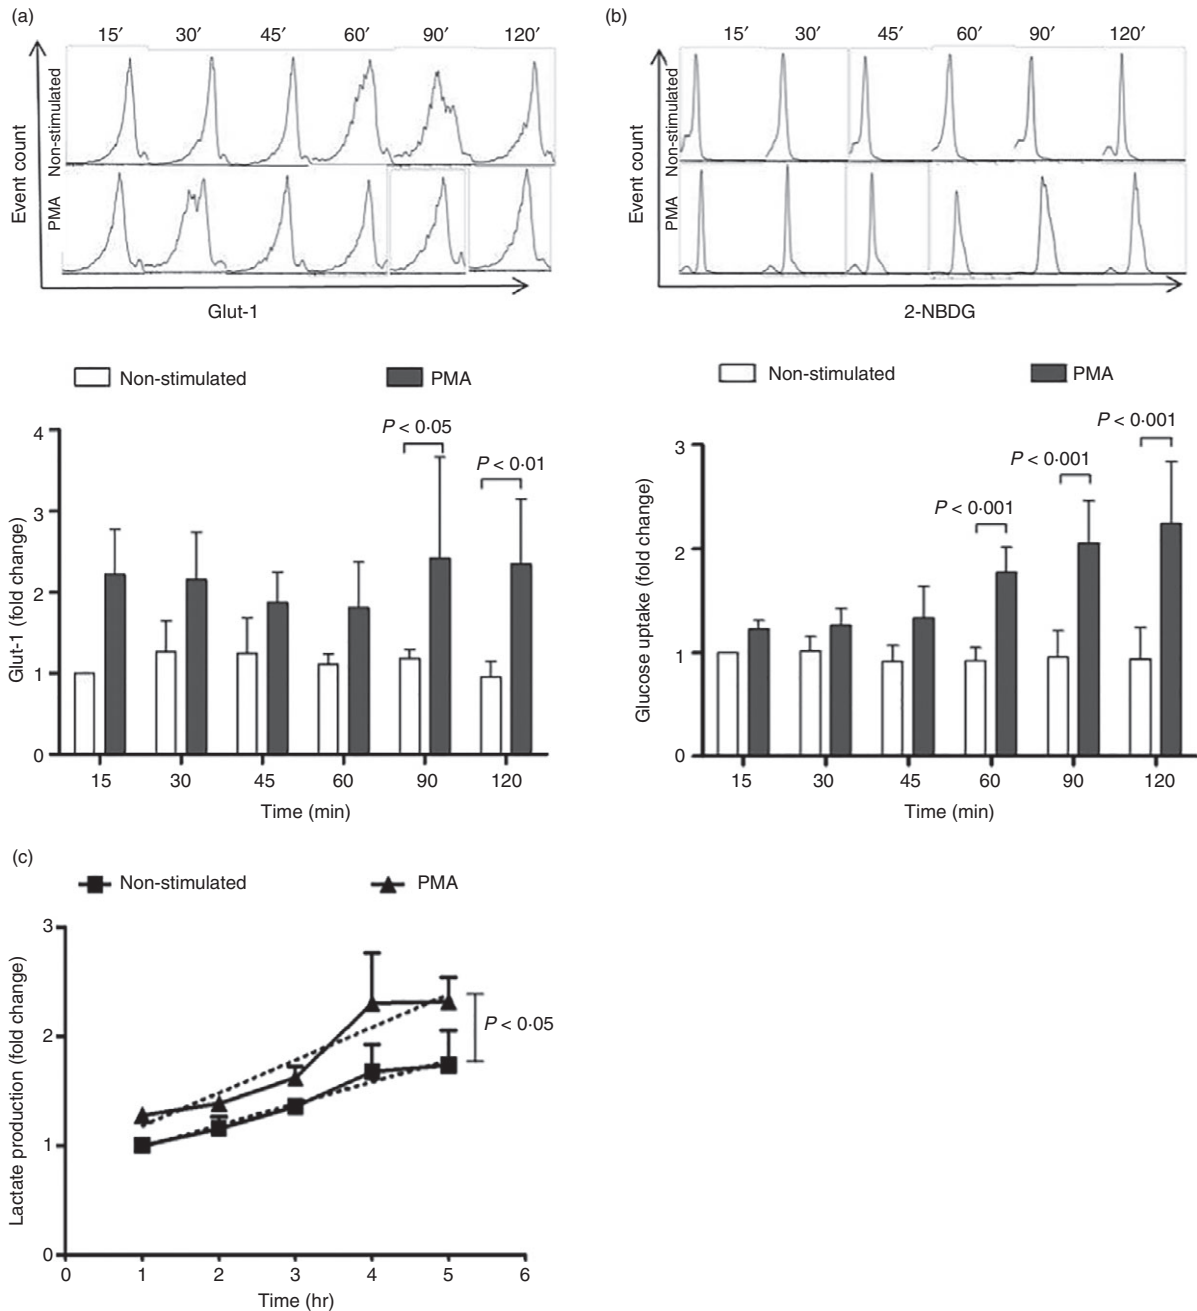 (a)
15′ 30′ 45′ 60′ 90′ 120′
Non-stimulated
PMA
Event count
Glut-1
Non-stimulated PMA
Glut-1 (fold change)
4
3
2
1
0
P < 0·05
P < 0·01
15 30 45 60 90 120
Time (min)
(b)
15′ 30′ 45′ 60′ 90′ 120′
Non-stimulated
PMA
Event count
2-NBDG
Non-stimulated PMA
Glucose uptake (fold change)
3
2
1
0
P < 0·001
P < 0·001
P < 0·001
15 30 45 60 90 120
Time (min)
(c)
Non-stimulated PMA
Lactate production (fold change)
3
2
1
0
P < 0·05
0 1 2 3 4 5 6
Time (hr)